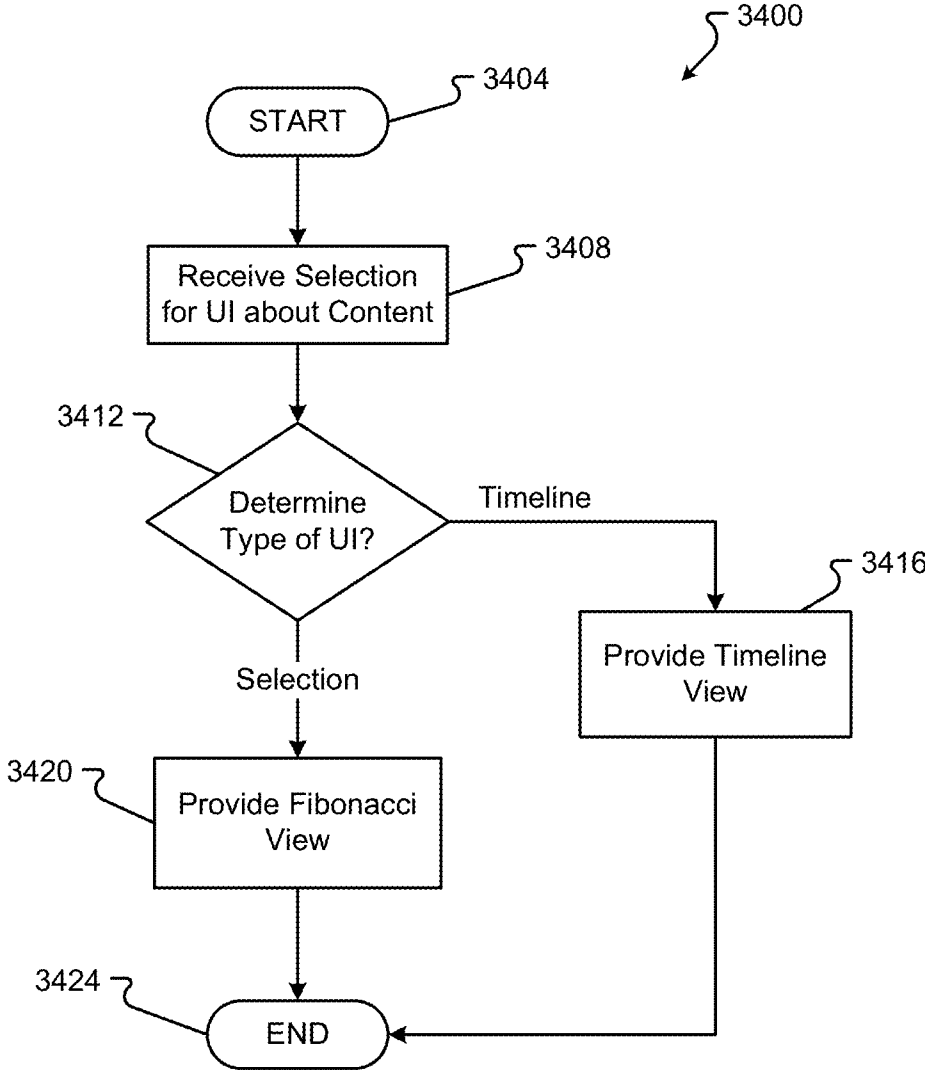 3400
3404
START
3408
Receive Selection
for UI about Content
3412
Determine
Type of UI?
Timeline
3416
Provide Timeline
View
Selection
3420
Provide Fibonacci
View
3424
END